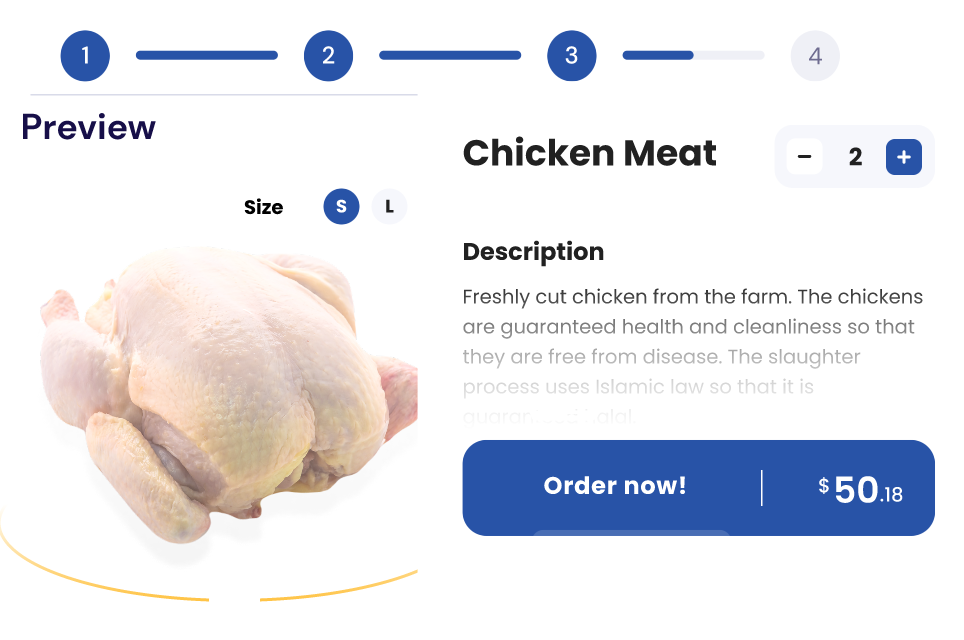 1 2 3 4
Preview
Chicken Meat
− 2 +
Size S L
Description
Freshly cut chicken from the farm. The chickens
are guaranteed health and cleanliness so that
they are free from disease. The slaughter
process uses Islamic law so that it is
Order now! $50.18